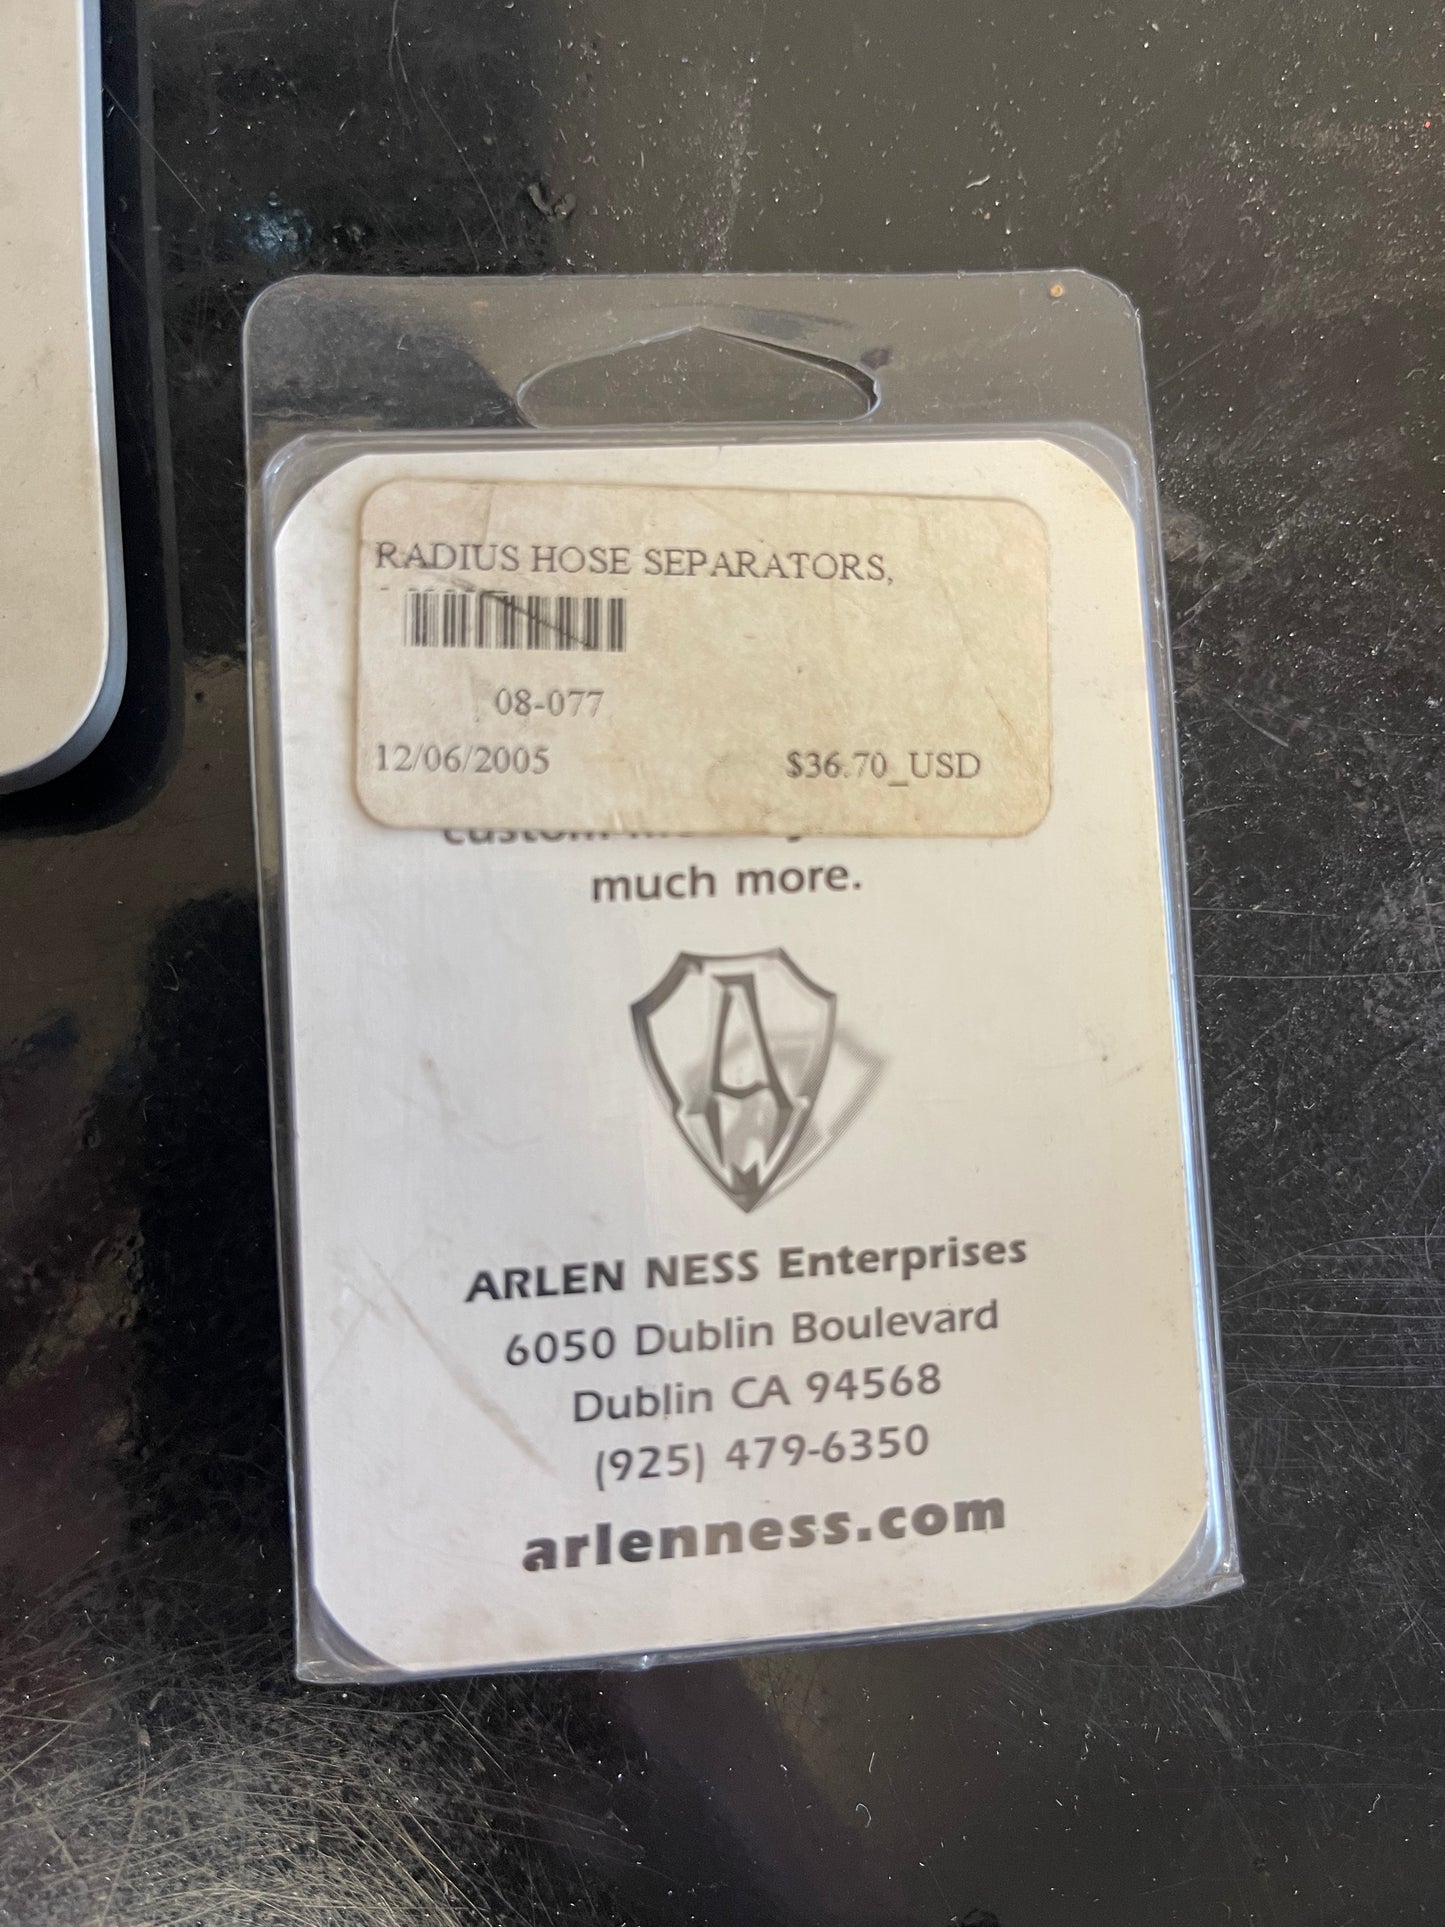 RADIUS HOSE SEPARATORS,
08-077
12/06/2005 $36.70_USD
custom
much more.
ARLEN NESS Enterprises
6050 Dublin Boulevard
Dublin CA 94568
(925) 479-6350
arlenness.com